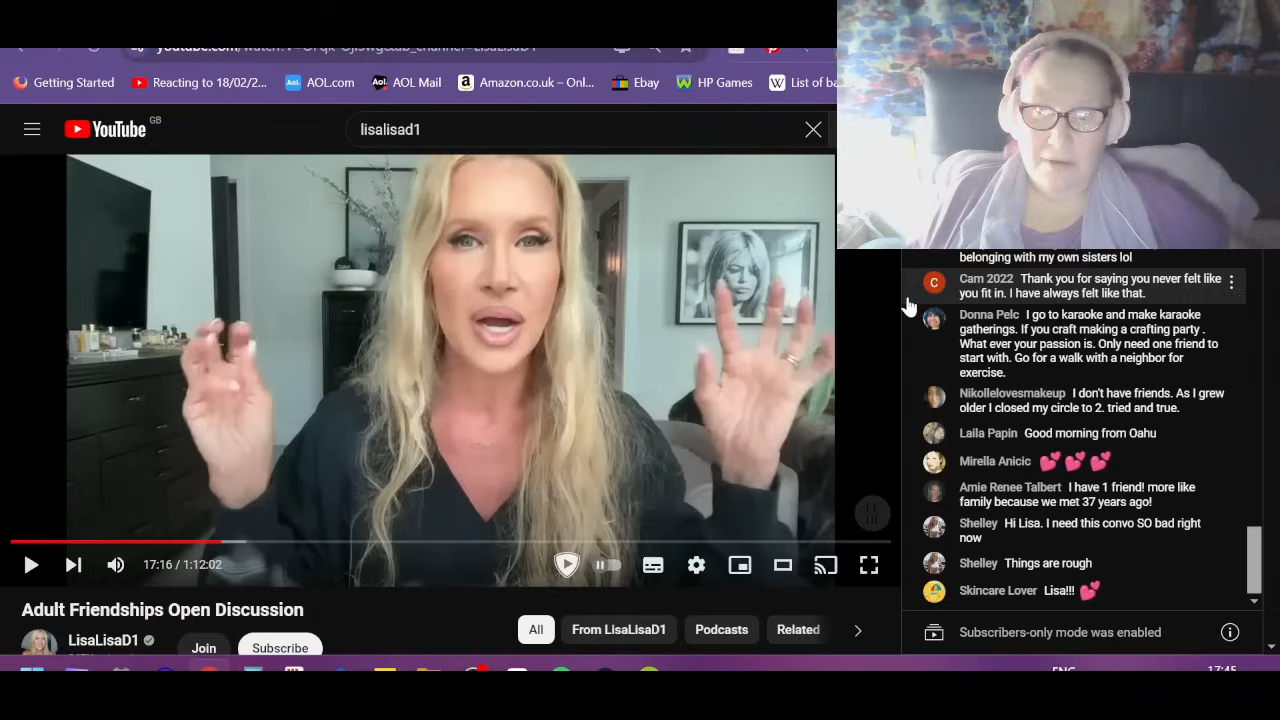 Getting Started
Reacting to 18/02/2...
AOL.com
AOL Mail
Amazon.co.uk – Onl...
Ebay
HP Games
List of ba
YouTube GB
lisalisad1
belonging with my own sisters lol
Cam 2022 Thank you for saying you never felt like
you fit in. I have always felt like that.
Donna Pelc I go to karaoke and make karaoke
gatherings. If you craft making a crafting party .
What ever your passion is. Only need one friend to
start with. Go for a walk with a neighbor for
exercise.
Nikollelovesmakeup I don't have friends. As I grew
older I closed my circle to 2. tried and true.
Laila Papin Good morning from Oahu
Mirella Anicic
Amie Renee Talbert I have 1 friend! more like
family because we met 37 years ago!
Shelley Hi Lisa. I need this convo SO bad right
now
Shelley Things are rough
Skincare Lover Lisa!!!
Subscribers-only mode was enabled
17:16 / 1:12:02
Adult Friendships Open Discussion
LisaLisaD1
Join
Subscribe
All
From LisaLisaD1
Podcasts
Related
ENG
17:45